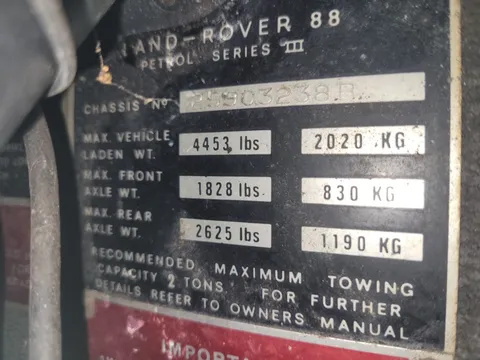 LAND-ROVER 88
PETROL SERIES III
CHASSIS Nº
MAX. VEHICLE LADEN WT. 4453 lbs 2020 KG
MAX. FRONT AXLE WT. 1828 lbs 830 KG
MAX. REAR AXLE WT. 2625 lbs 1190 KG
RECOMMENDED MAXIMUM TOWING
CAPACITY 2 TONS. FOR FURTHER
DETAILS REFER TO OWNERS MANUAL